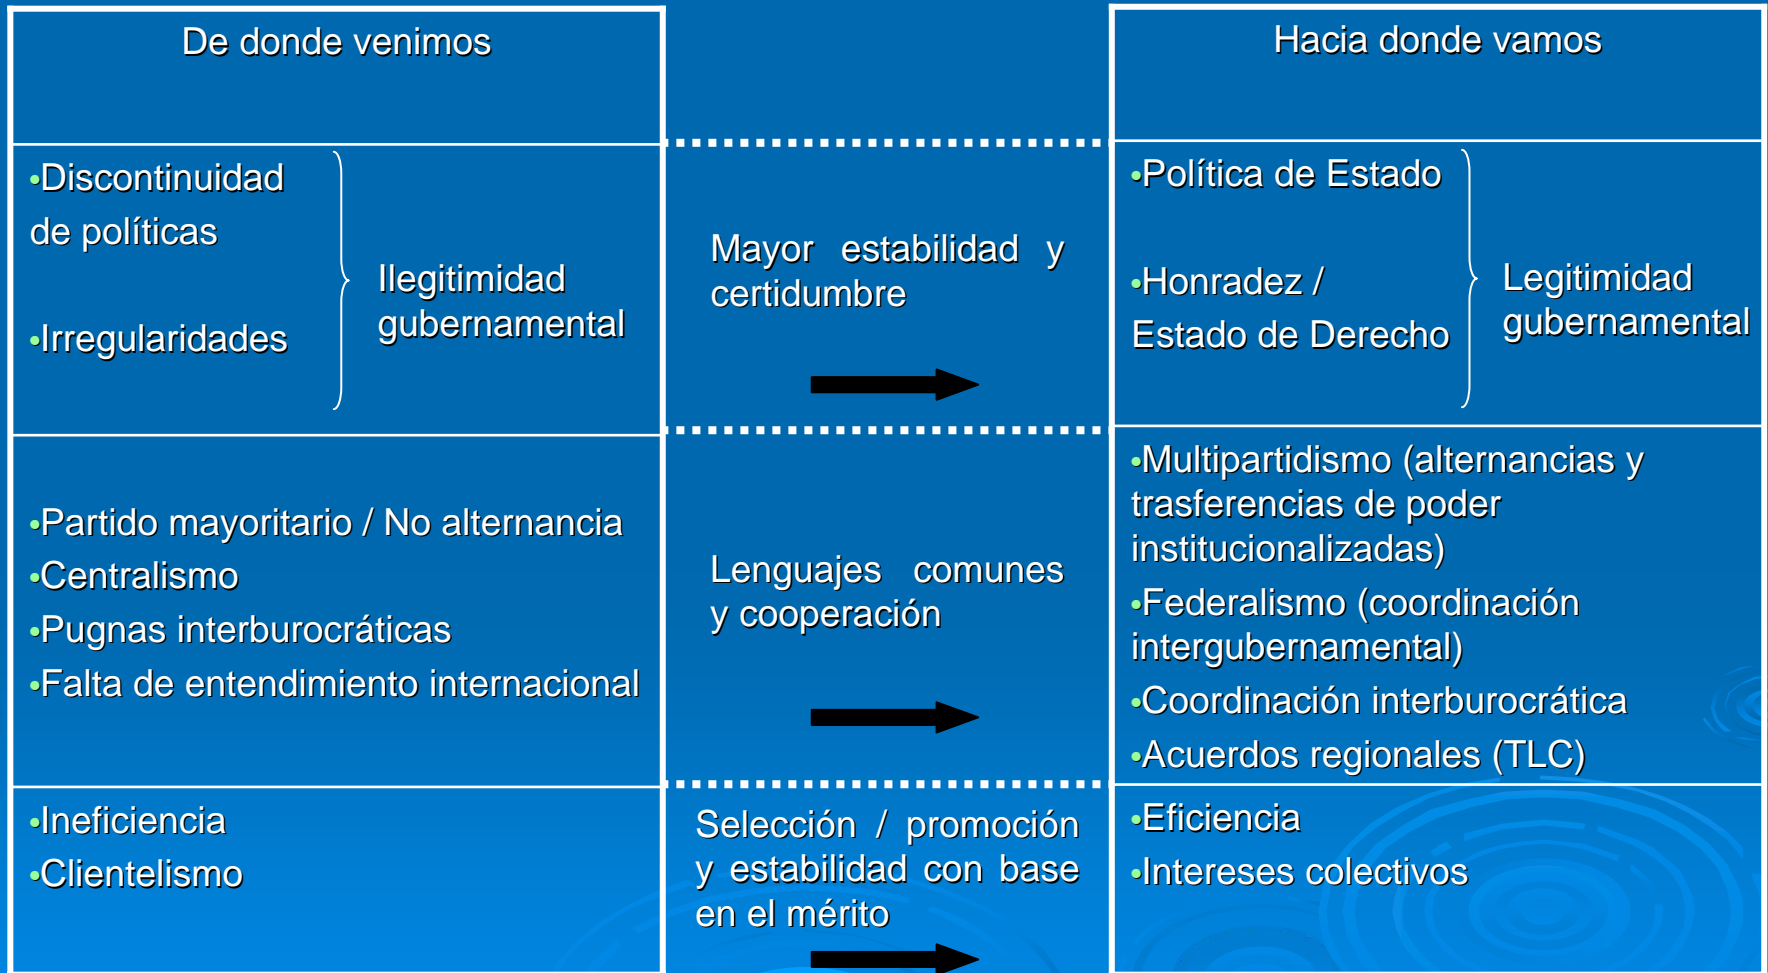 De donde venimos
Hacia donde vamos
•Discontinuidad
de políticas
•Irregularidades
Ilegitimidad
gubernamental
Mayor estabilidad y
certidumbre
•Política de Estado
•Honradez /
Estado de Derecho
Legitimidad
gubernamental
•Partido mayoritario / No alternancia
•Centralismo
•Pugnas interburocráticas
•Falta de entendimiento internacional
Lenguajes comunes
y cooperación
•Multipartidismo (alternancias y
trasferencias de poder
institucionalizadas)
•Federalismo (coordinación
intergubernamental)
•Coordinación interburocrática
•Acuerdos regionales (TLC)
•Ineficiencia
•Clientelismo
Selección / promoción
y estabilidad con base
en el mérito
•Eficiencia
•Intereses colectivos